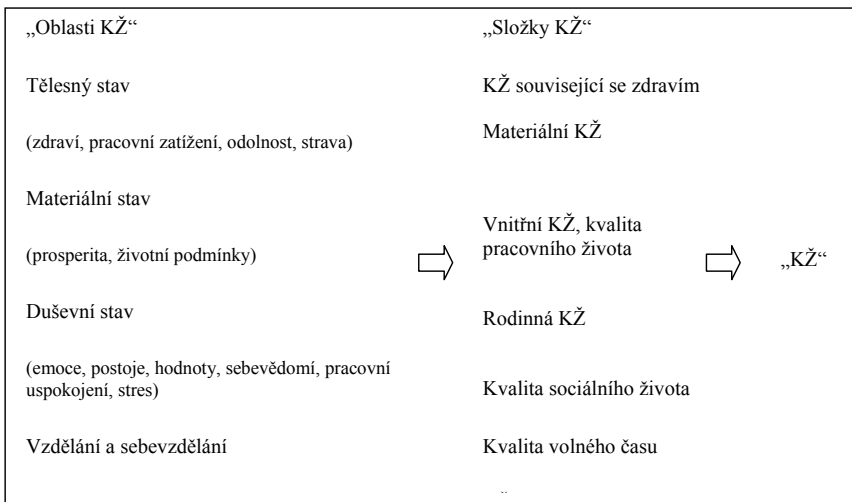 „Oblasti KŽ“
Tělesný stav
(zdraví, pracovní zatížení, odolnost, strava)
Materiální stav
(prosperita, životní podmínky)
Duševní stav
(emoce, postoje, hodnoty, sebevědomí, pracovní
uspokojení, stres)
Vzdělání a sebevzdělání
„Složky KŽ“
KŽ související se zdravím
Materiální KŽ
Vnitřní KŽ, kvalita
pracovního života
Rodinná KŽ
Kvalita sociálního života
Kvalita volného času
„KŽ“